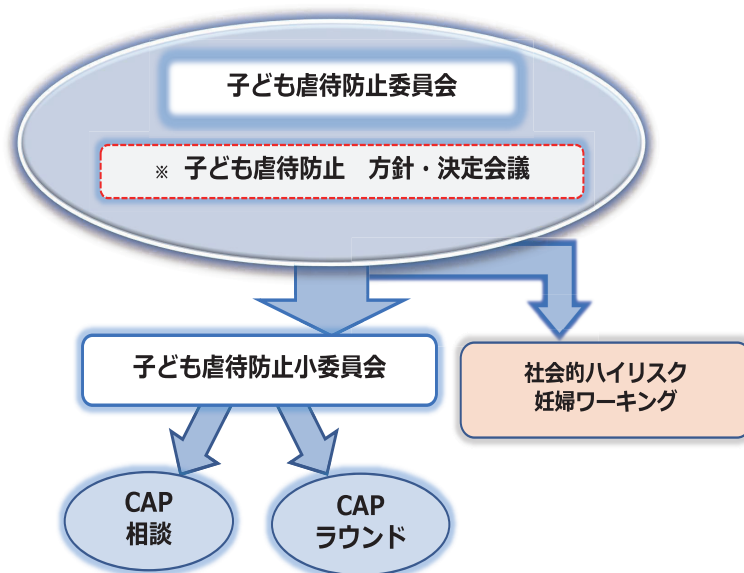 子ども虐待防止委員会
※ 子ども虐待防止　方針・決定会議
子ども虐待防止小委員会
社会的ハイリスク
妊婦ワーキング
CAP
相談
CAP
ラウンド